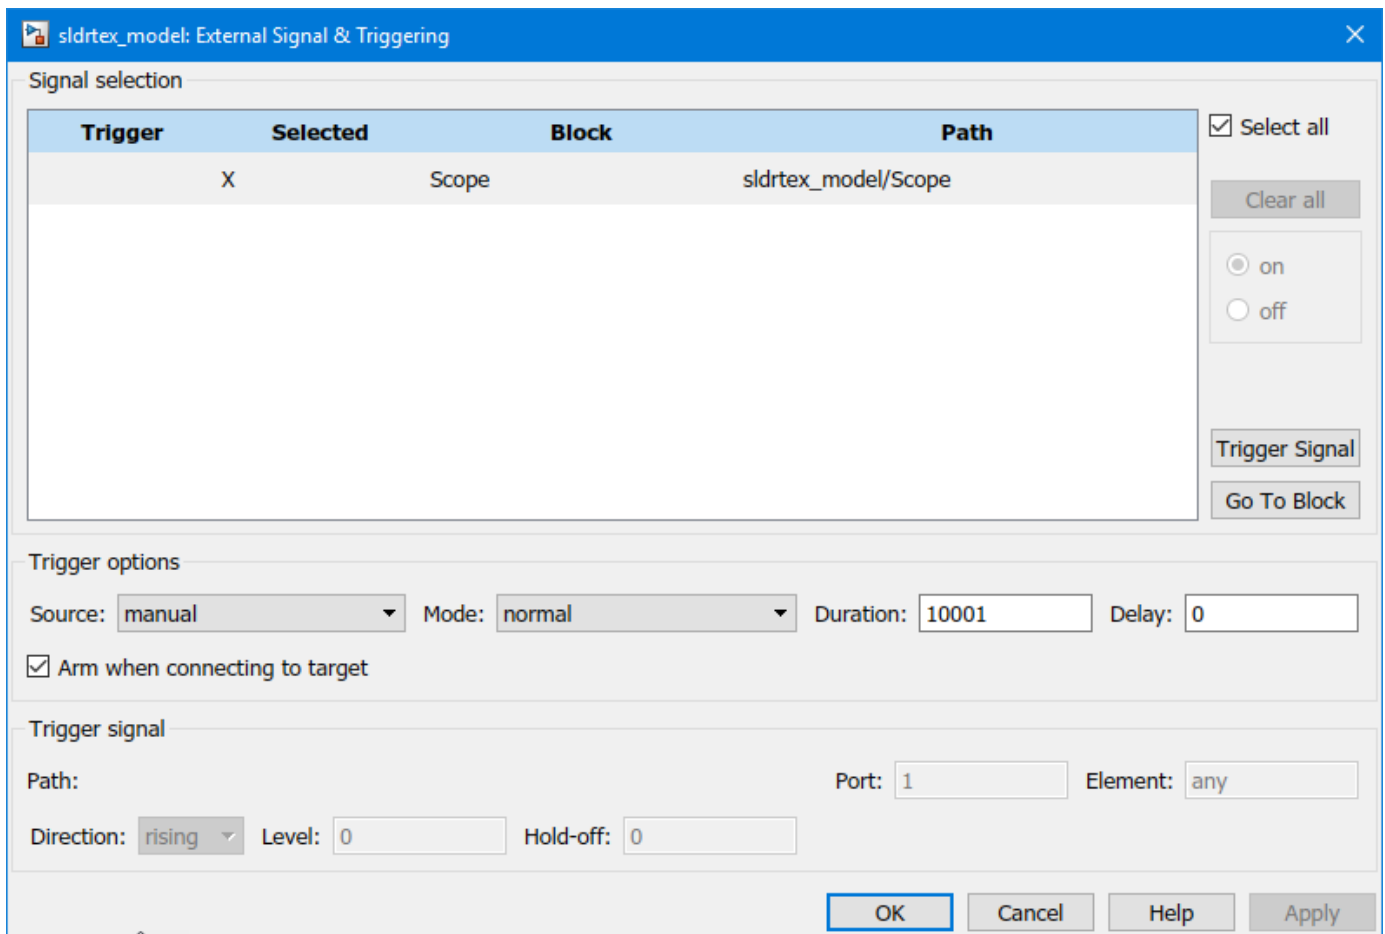 sldrtex_model: External Signal & Triggering
Signal selection
Trigger Selected Block Path
X Scope sldrtex_model/Scope
Select all
Clear all
on
off
Trigger Signal
Go To Block
Trigger options
Source: manual Mode: normal Duration: 10001 Delay: 0
Arm when connecting to target
Trigger signal
Path: Port: 1 Element: any
Direction: rising Level: 0 Hold-off: 0
OK Cancel Help Apply